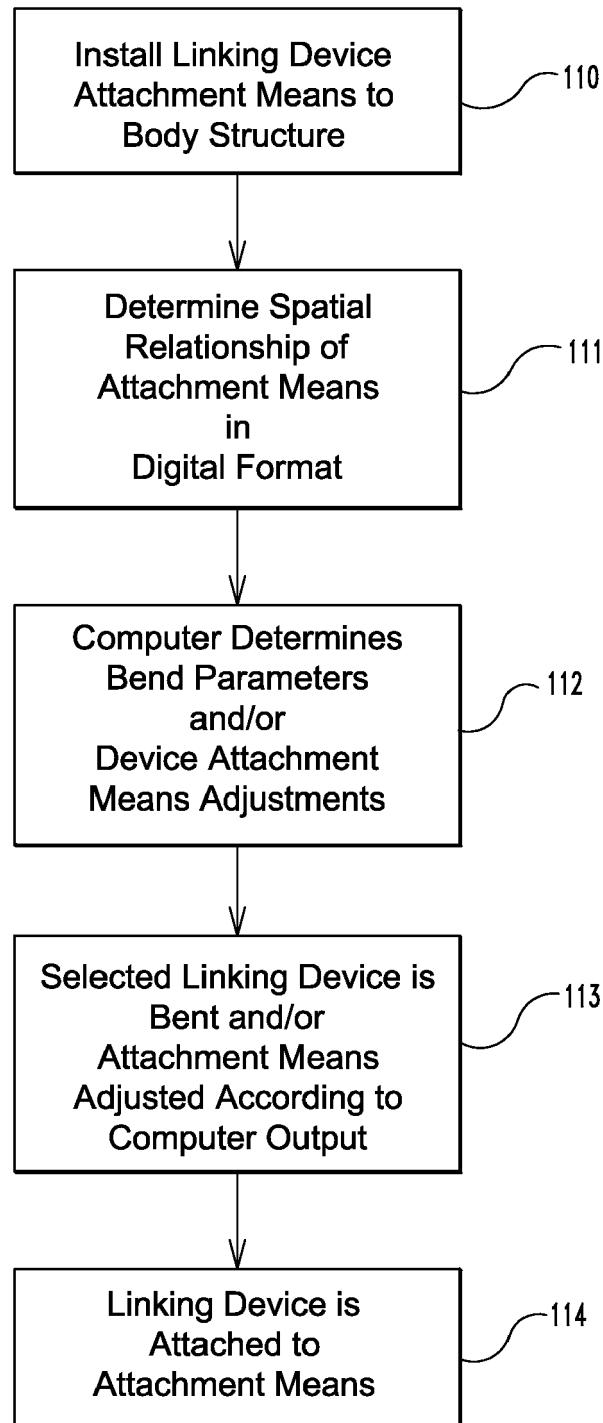 Install Linking Device
Attachment Means to
Body Structure
110
Determine Spatial
Relationship of
Attachment Means
in
Digital Format
111
Computer Determines
Bend Parameters
and/or
Device Attachment
Means Adjustments
112
Selected Linking Device is
Bent and/or
Attachment Means
Adjusted According to
Computer Output
113
Linking Device is
Attached to
Attachment Means
114